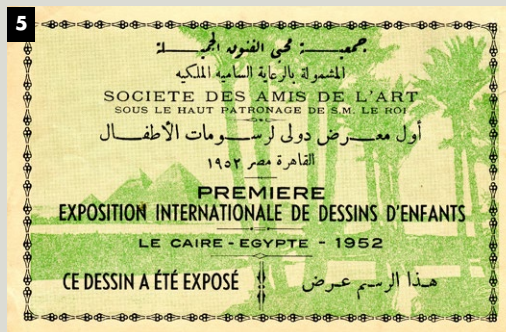 5
جمعية محبى الفنون الجميلة
المشمولة بالرعاية السامية الملكيه
SOCIETE DES AMIS DE L'ART
SOUS LE HAUT PATRONAGE DE S.M. LE ROI
أول معرض دولى لرسومات الأطفال
القاهرة مصر ١٩٥٢
PREMIERE
EXPOSITION INTERNATIONALE DE DESSINS D'ENFANTS
LE CAIRE - EGYPTE - 1952
CE DESSIN A ÉTÉ EXPOSÉ هذا الرسم عرض